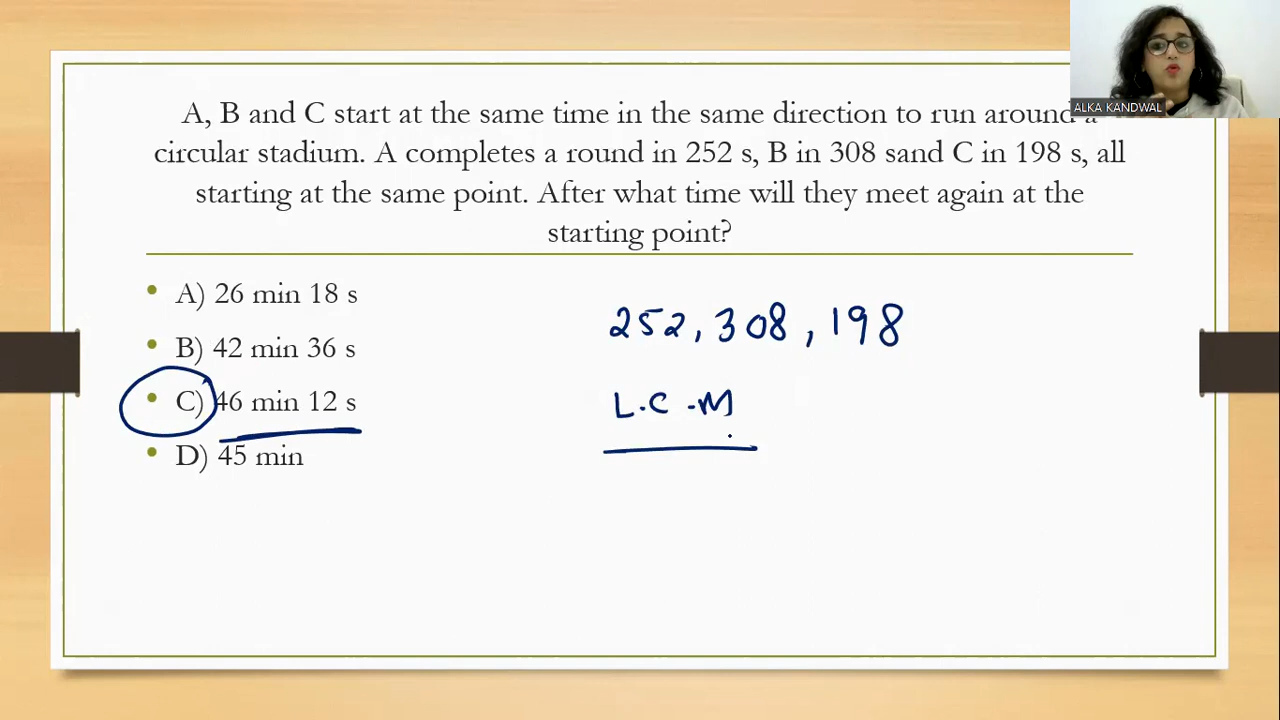 A, B and C start at the same time in the same direction to run around a
circular stadium. A completes a round in 252 s, B in 308 sand C in 198 s, all
starting at the same point. After what time will they meet again at the
starting point?
A) 26 min 18 s
B) 42 min 36 s
C) 46 min 12 s
D) 45 min
252, 308, 198
L.C.M
ALKA KANDWAL